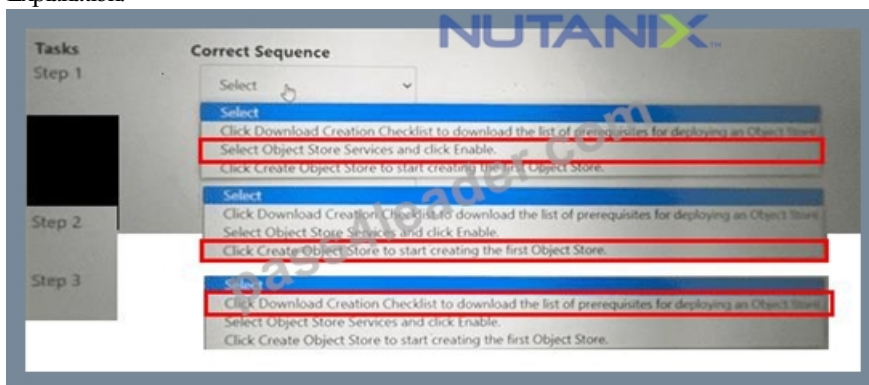 Explanation:
NUTANIX™
Tasks
Correct Sequence
Step 1
Select
Select
Click Download Creation Checklist to download the list of prerequisites for deploying an Object Store.
Select Object Store Services and click Enable.
Click Create Object Store to start creating the first Object Store.
Step 2
Select
Click Download Creation Checklist to download the list of prerequisites for deploying an Object Store.
Select Object Store Services and click Enable.
Click Create Object Store to start creating the first Object Store.
Step 3
Select
Click Download Creation Checklist to download the list of prerequisites for deploying an Object Store.
Select Object Store Services and click Enable.
Click Create Object Store to start creating the first Object Store.
pass4leader.com